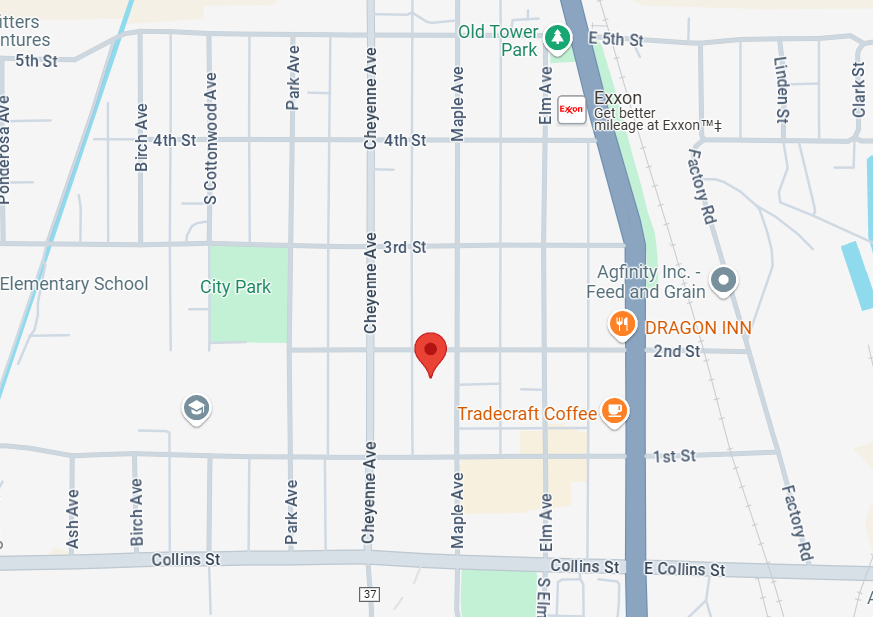 itters
ntures
5th St
Old Tower
Park
E 5th St
Ponderosa Ave
Birch Ave
S Cottonwood Ave
Park Ave
Cheyenne Ave
Maple Ave
Elm Ave
Exxon
Exxon
Get better
mileage at Exxon™‡
Linden St
Clark St
4th St
4th St
Factory Rd
3rd St
Cheyenne Ave
Elementary School
City Park
Agfinity Inc. -
Feed and Grain
DRAGON INN
2nd St
Tradecraft Coffee
1st St
Ash Ave
Birch Ave
Park Ave
Cheyenne Ave
Maple Ave
Elm Ave
Factory Rd
Collins St
Collins St
E Collins St
37
S Elm